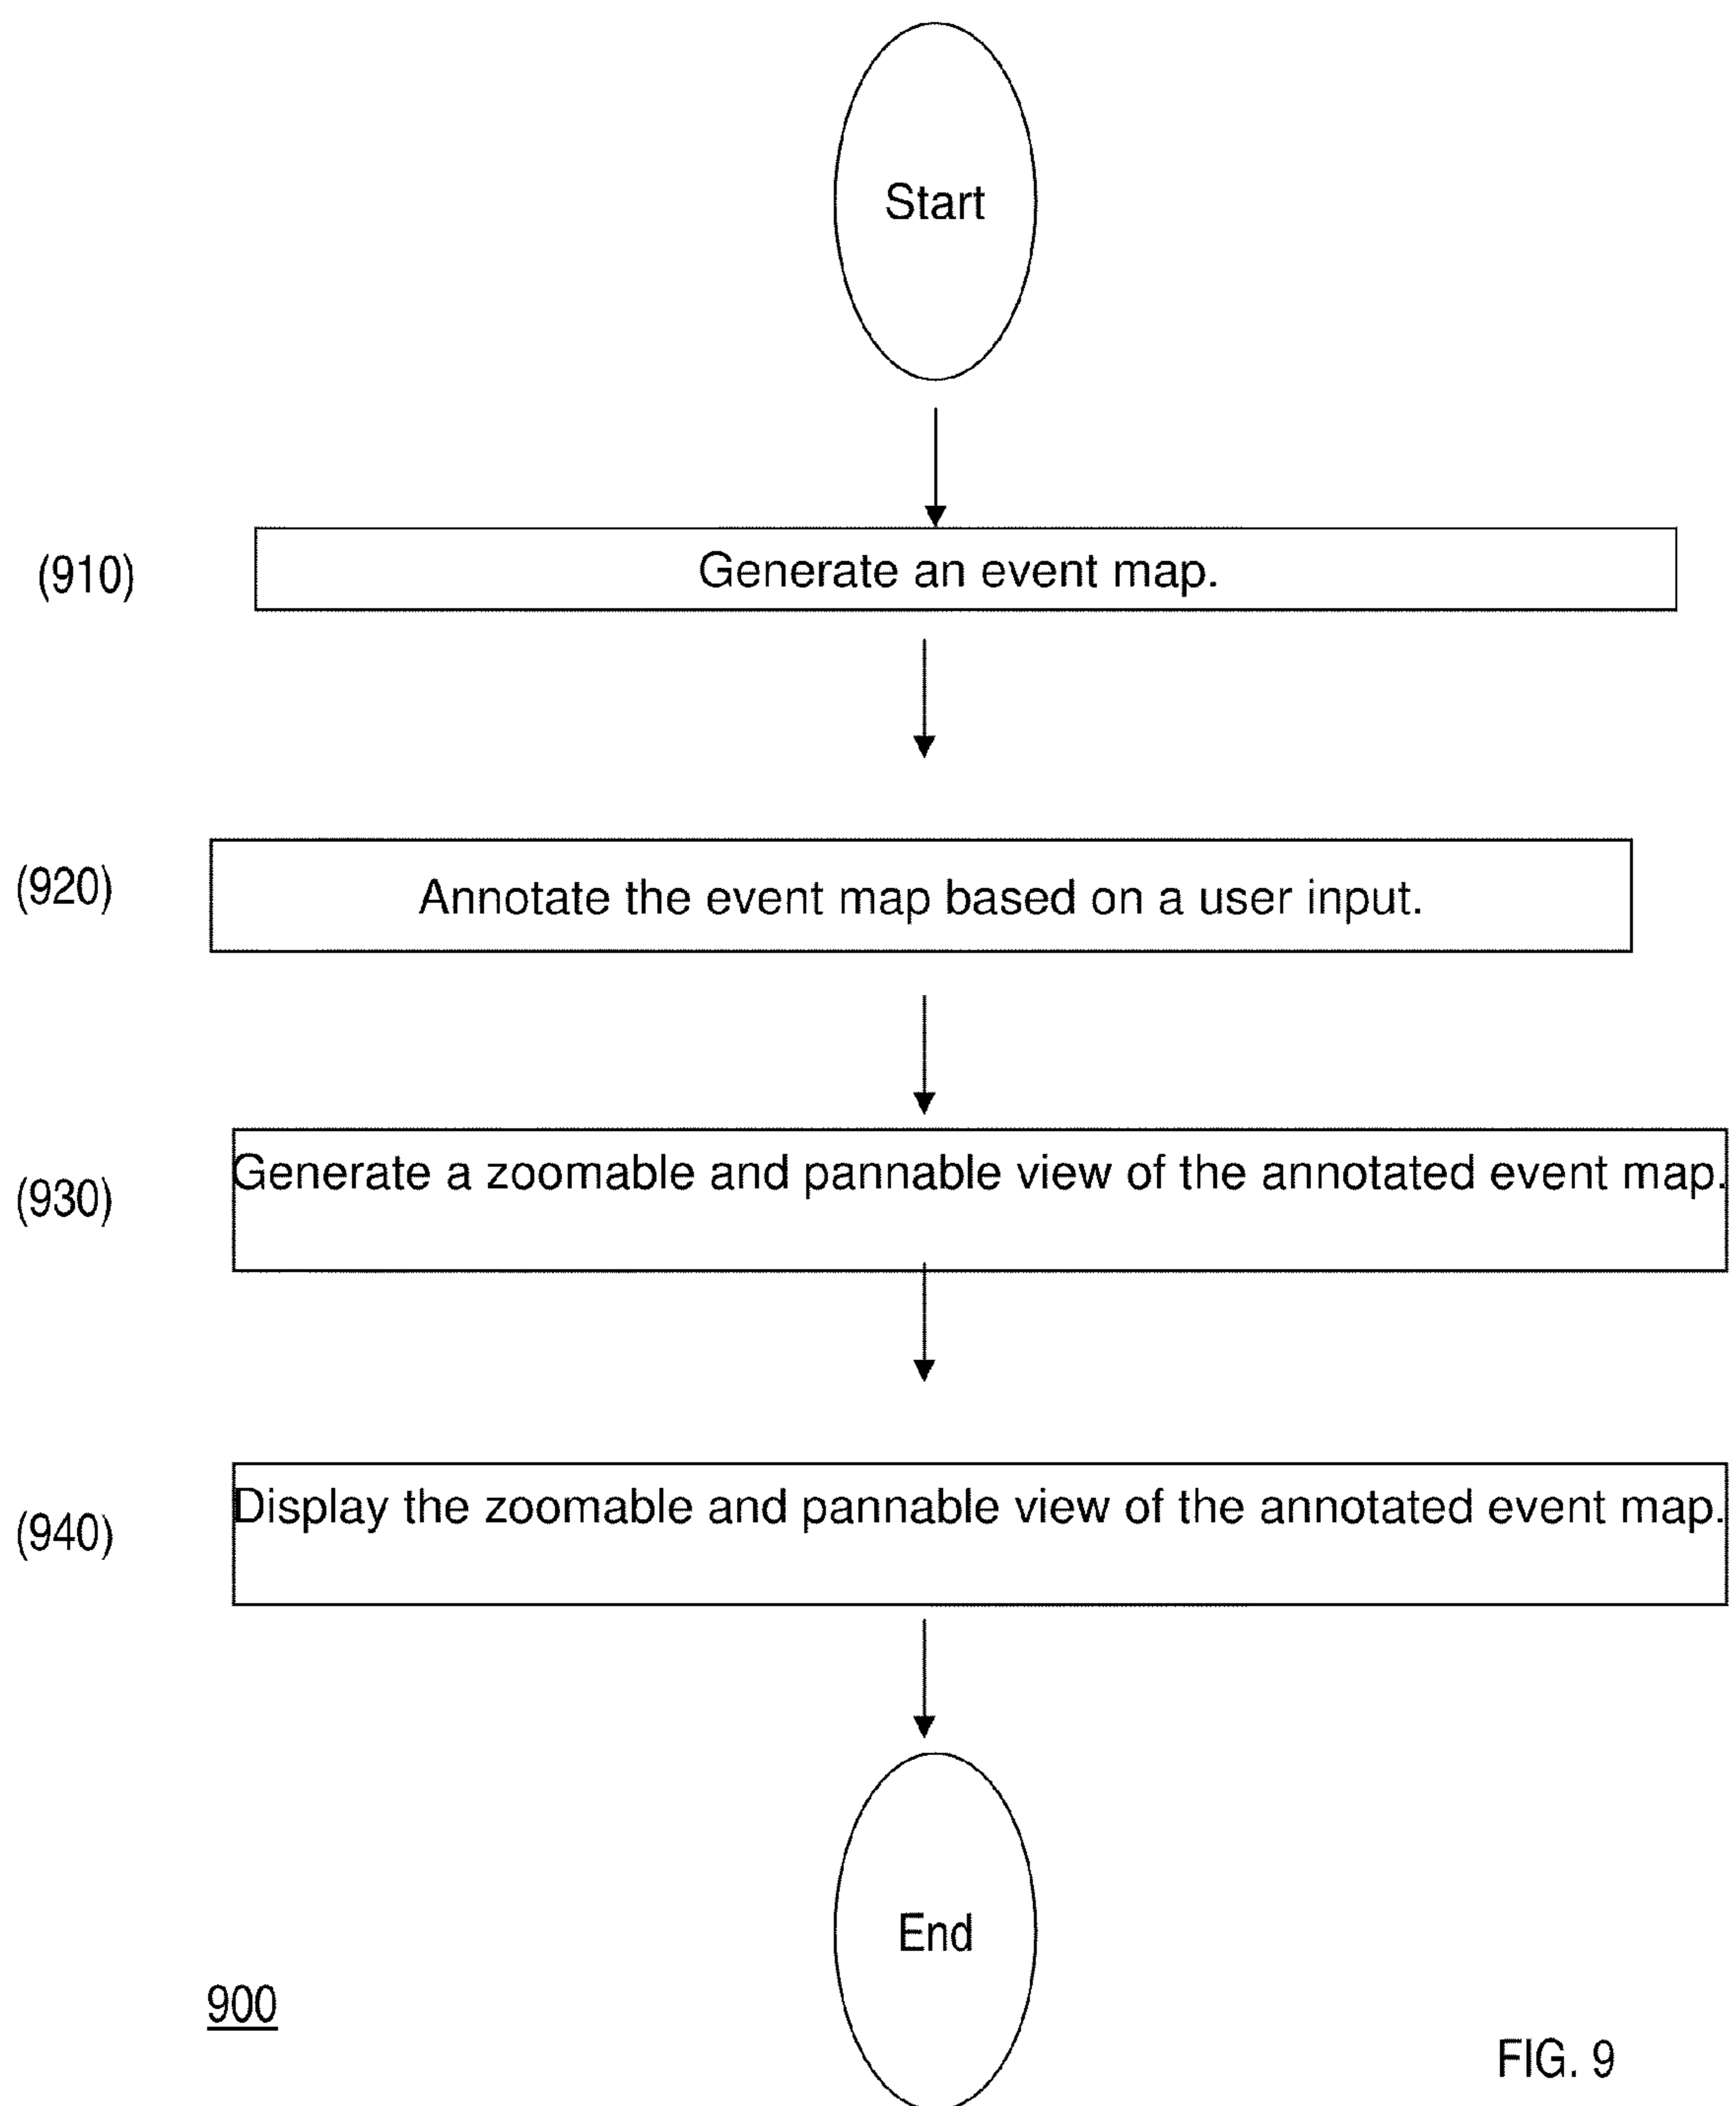 Start
(910)
Generate an event map.
(920)
Annotate the event map based on a user input.
(930)
Generate a zoomable and pannable view of the annotated event map.
(940)
Display the zoomable and pannable view of the annotated event map.
End
900
FIG. 9